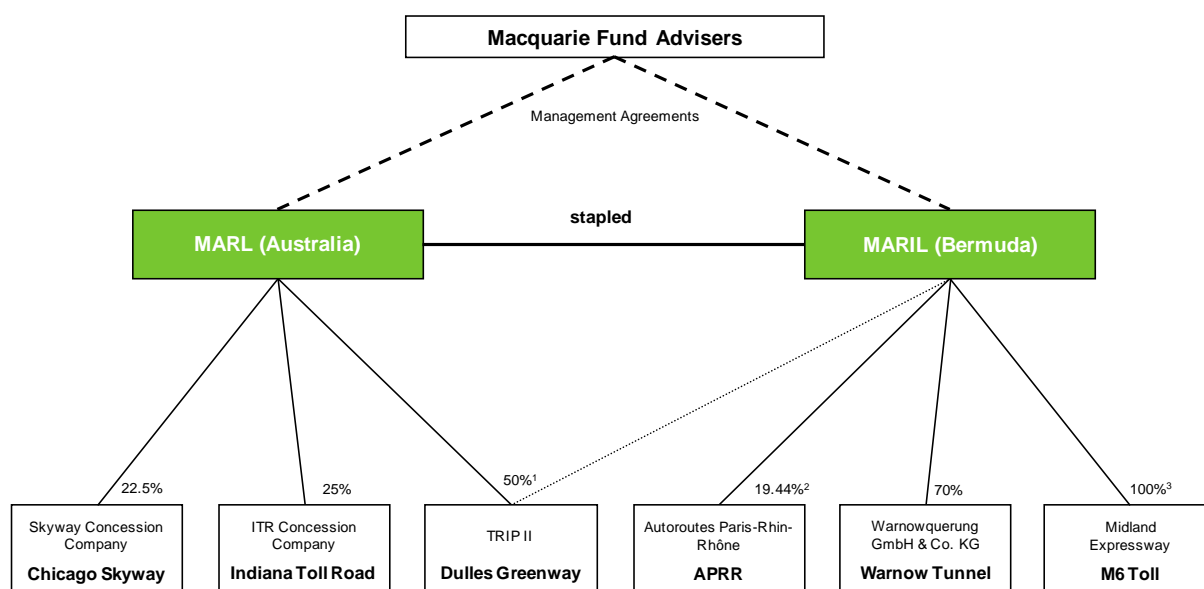 Macquarie Fund Advisers
Management Agreements
stapled
MARL (Australia)
MARIL (Bermuda)
22.5%
25%
50%¹
19.44%²
70%
100%³
Skyway Concession
Company
Chicago Skyway
ITR Concession
Company
Indiana Toll Road
TRIP II
Dulles Greenway
Autoroutes Paris-Rhin-
Rhône
APRR
Warnowquerung
GmbH & Co. KG
Warnow Tunnel
Midland
Expressway
M6 Toll